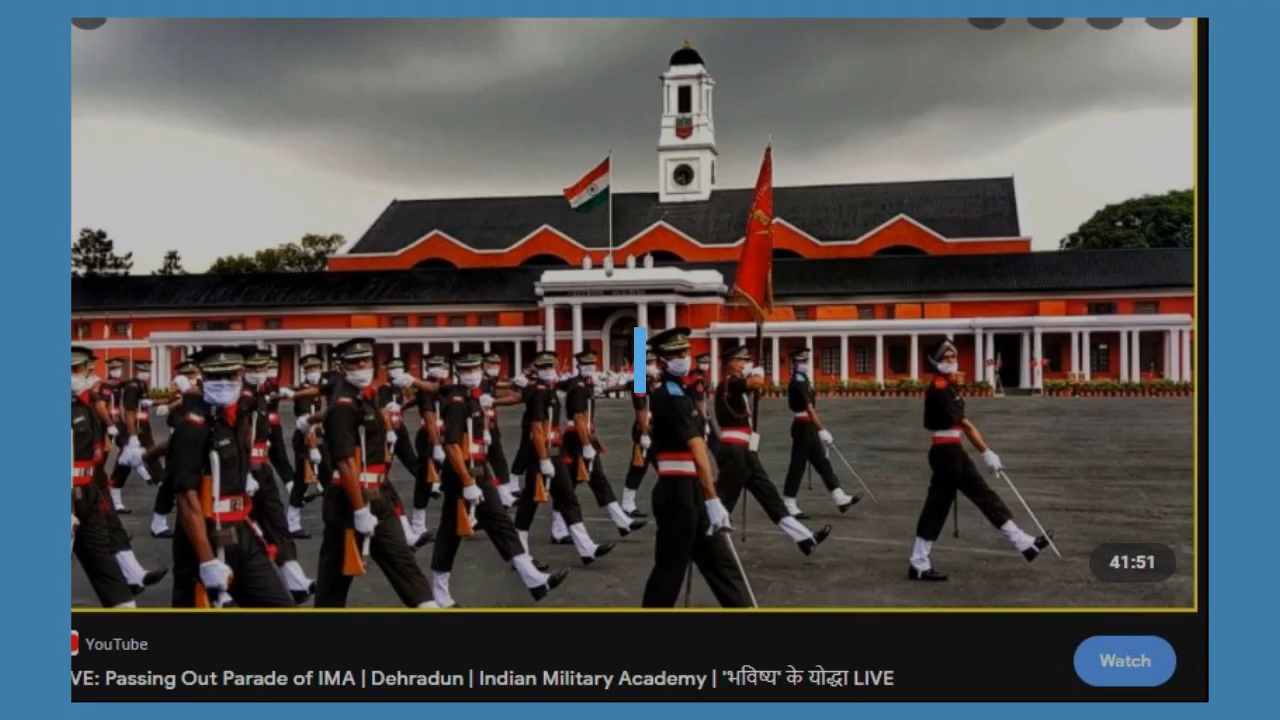 41:51
YouTube
Watch
VE: Passing Out Parade of IMA | Dehradun | Indian Military Academy | 'भविष्य' के योद्धा LIVE